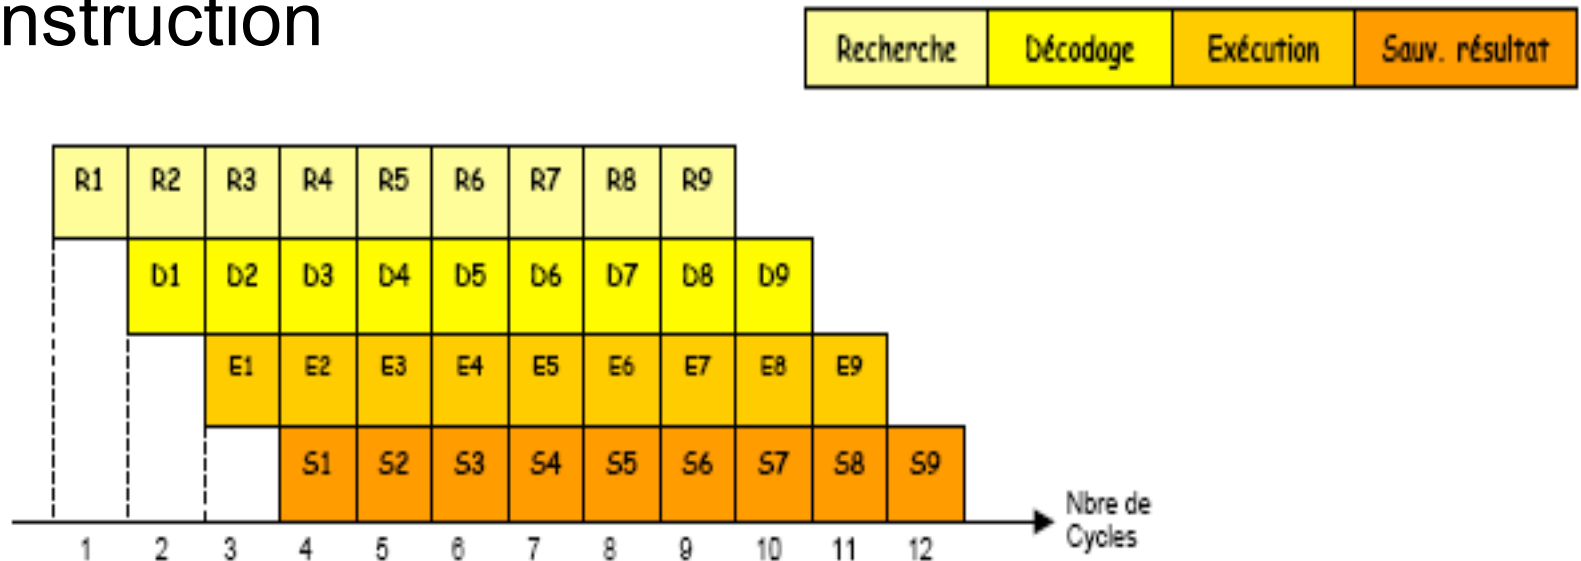 nstruction
Recherche Décodage Exécution Sauv. résultat
R1 R2 R3 R4 R5 R6 R7 R8 R9
D1 D2 D3 D4 D5 D6 D7 D8 D9
E1 E2 E3 E4 E5 E6 E7 E8 E9
S1 S2 S3 S4 S5 S6 S7 S8 S9
Nbre de
Cycles
1 2 3 4 5 6 7 8 9 10 11 12